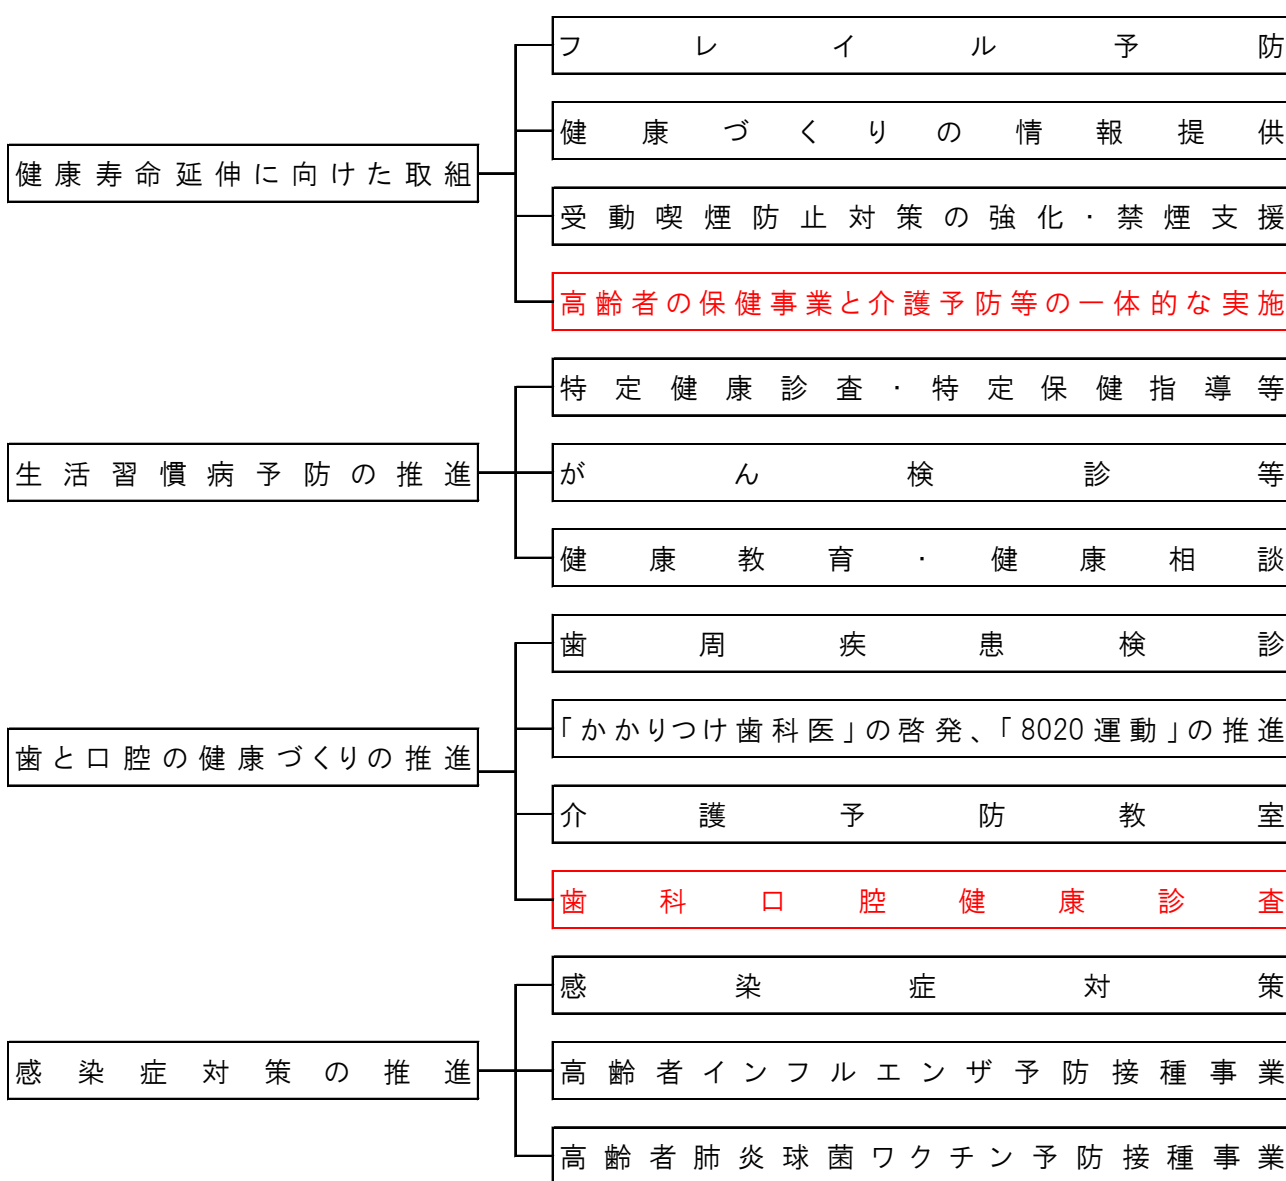 健康寿命延伸に向けた取組
フレイル予防
健康づくりの情報提供
受動喫煙防止対策の強化・禁煙支援
高齢者の保健事業と介護予防等の一体的な実施
生活習慣病予防の推進
特定健康診査・特定保健指導等
がん検診等
健康教育・健康相談
歯と口腔の健康づくりの推進
歯周疾患検診
「かかりつけ歯科医」の啓発、「8020運動」の推進
介護予防教室
歯科口腔健康診査
感染症対策の推進
感染症対策
高齢者インフルエンザ予防接種事業
高齢者肺炎球菌ワクチン予防接種事業